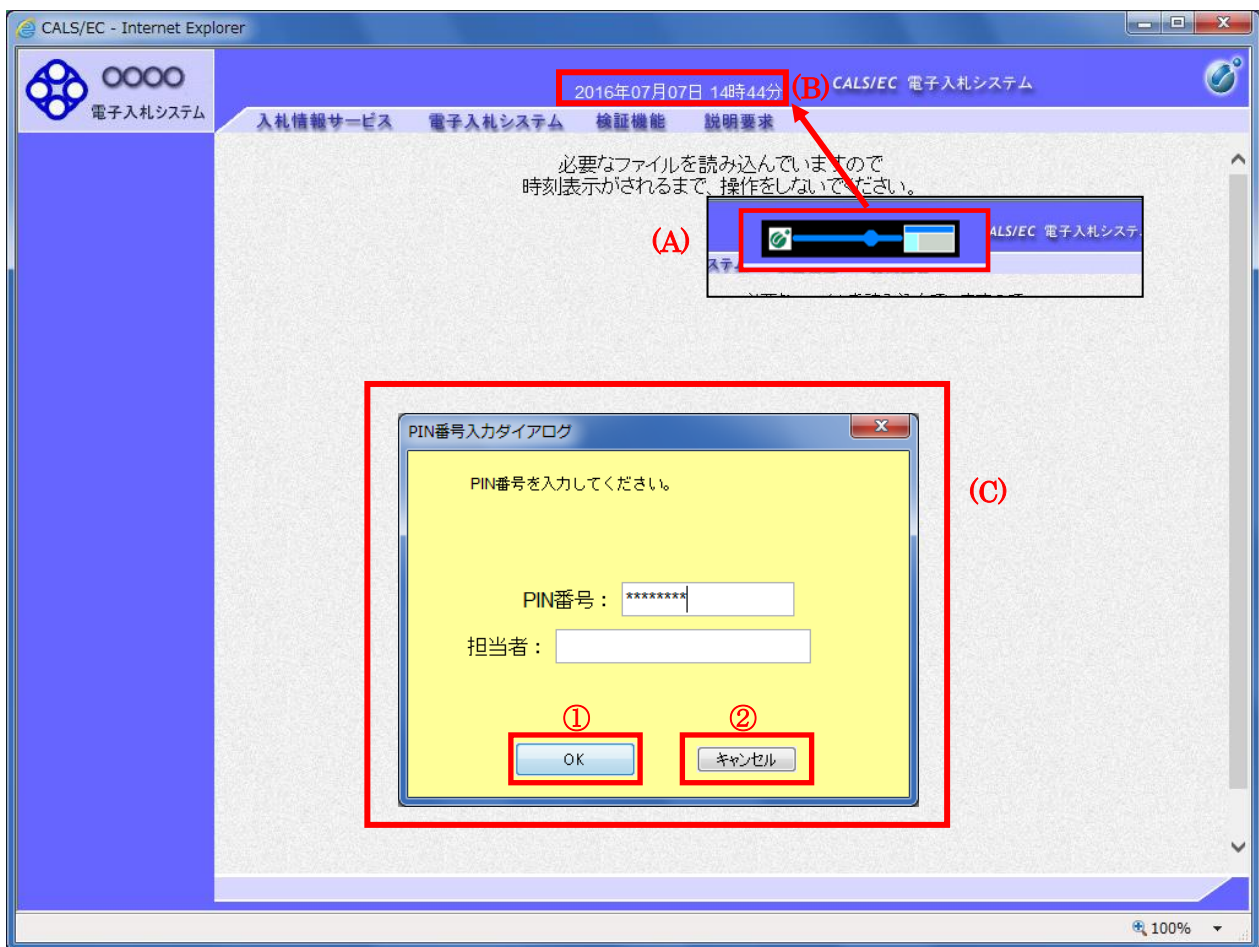 CALS/EC - Internet Explorer
○○○○
電子入札システム
2016年07月07日 14時44分
(B)
CALS/EC 電子入札システム
入札情報サービス 電子入札システム 検証機能 説明要求
必要なファイルを読み込んでいますので
時刻表示がされるまで、操作をしないでください。
(A)
ALS/EC 電子入札システ
ステ
(C)
PIN番号入力ダイアログ
PIN番号を入力してください。
PIN番号： ********
担当者：
① ②
OK キャンセル
100%